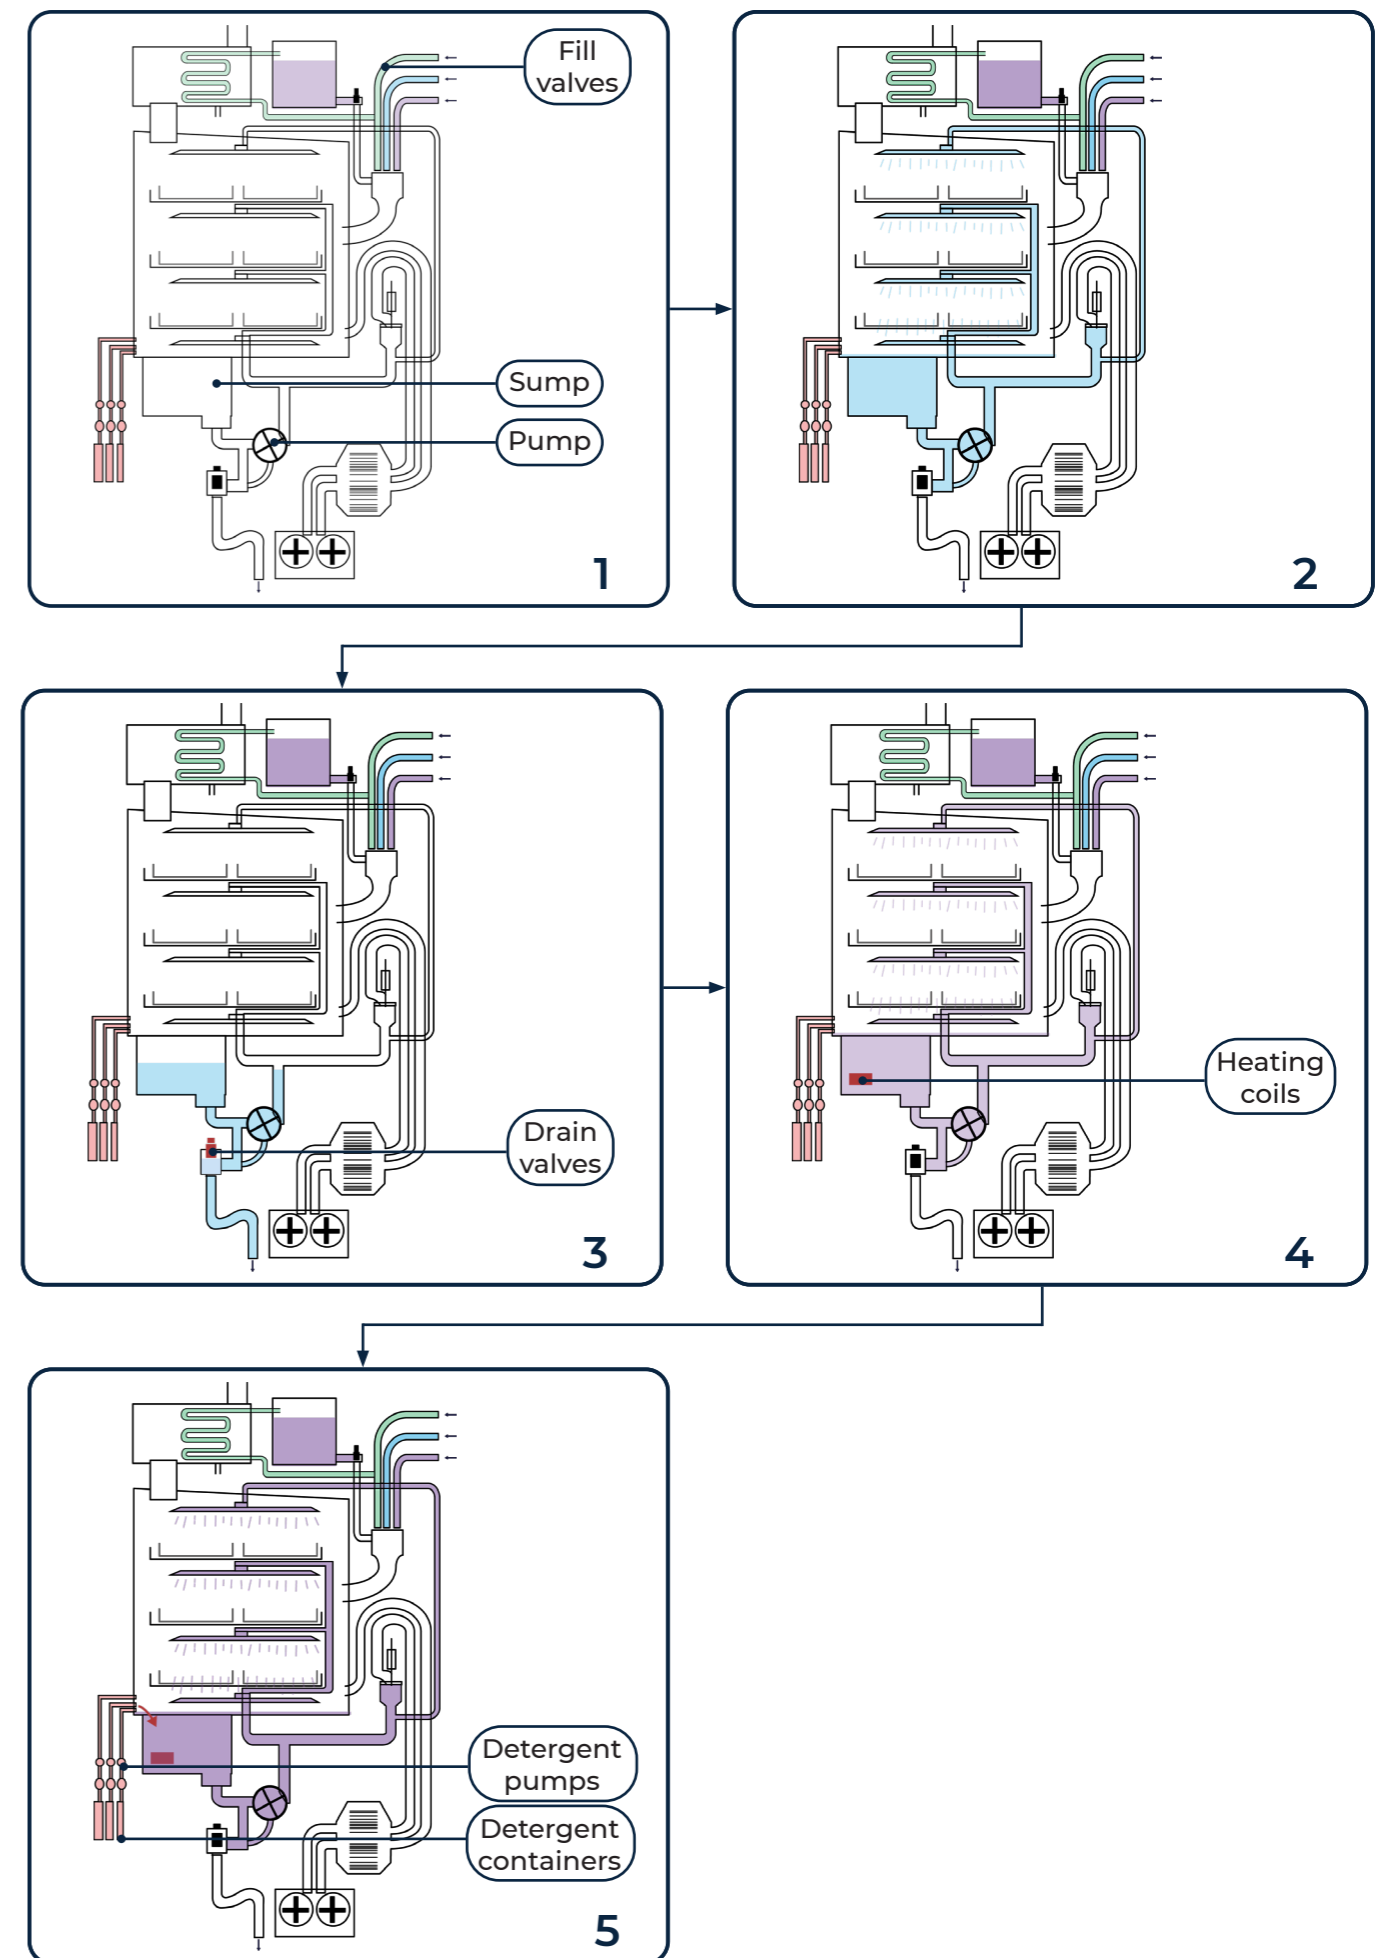 Fill
valves
Sump
Pump
1
2
Drain
valves
3
Heating
coils
4
Detergent
pumps
Detergent
containers
5